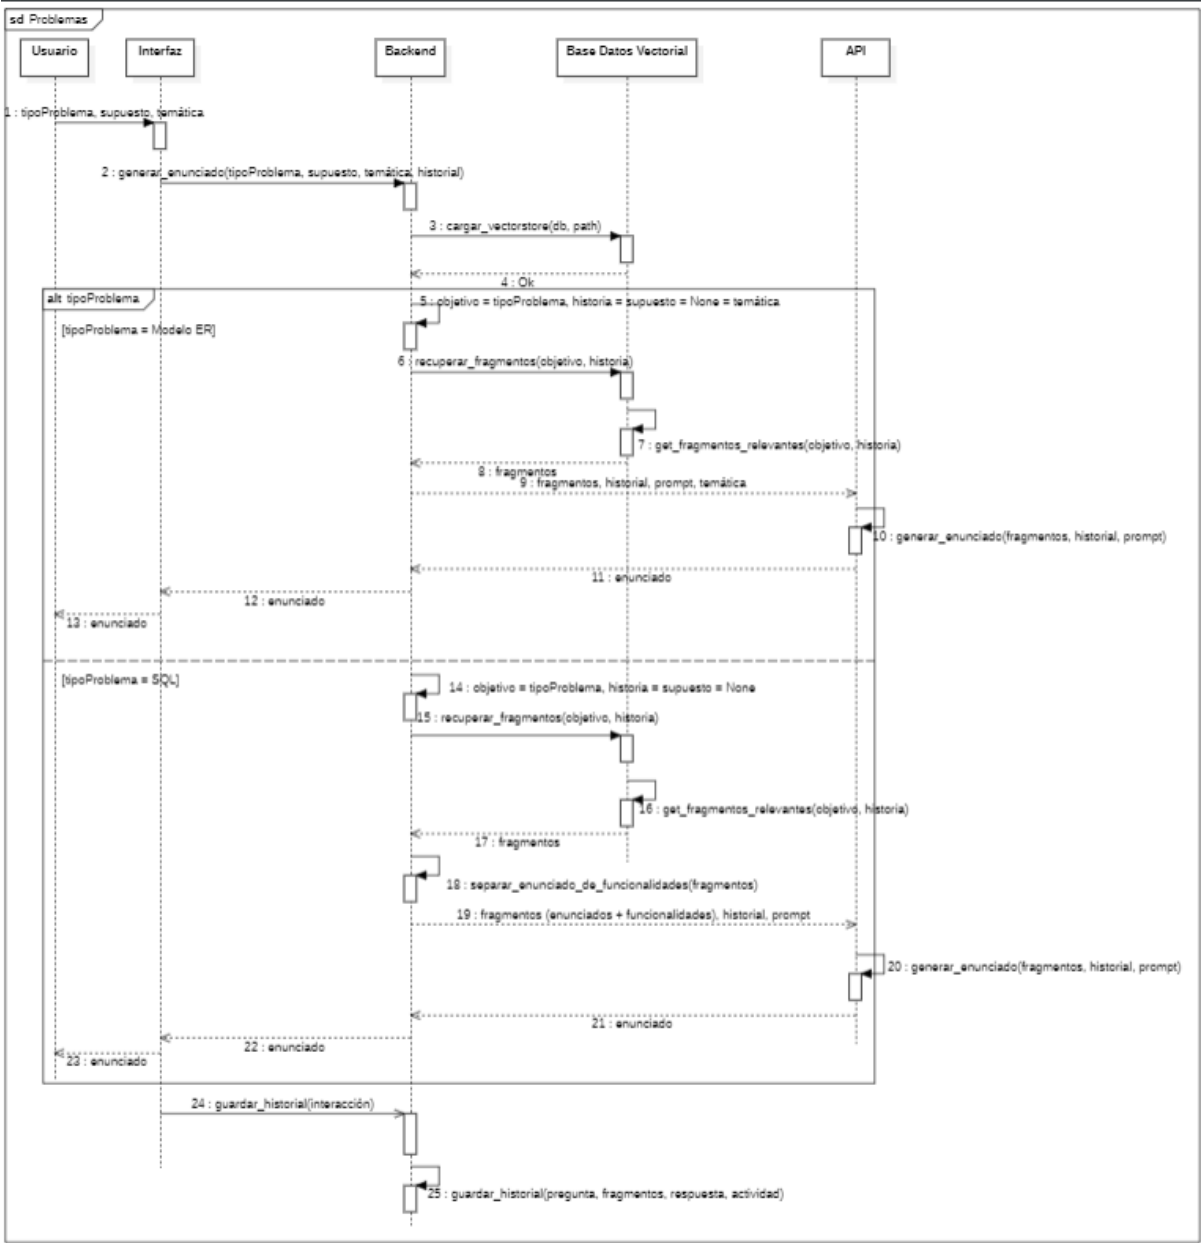 sd Problemas
Usuario
Interfaz
Backend
Base Datos Vectorial
API
1 : tipoProblema, supuesto, temática
2 : generar_enunciado(tipoProblema, supuesto, temática, historial)
3 : cargar_vectorstore(db, path)
4 : Ok
alt tipoProblema
5 : objetivo = tipoProblema, historia = supuesto = None = temática
[tipoProblema = Modelo ER]
6 : recuperar_fragmentos(objetivo, historia)
7 : get_fragmentos_relevantes(objetivo, historia)
8 : fragmentos
9 : fragmentos, historial, prompt, temática
10 : generar_enunciado(fragmentos, historial, prompt)
11 : enunciado
12 : enunciado
13 : enunciado
[tipoProblema = SQL]
14 : objetivo = tipoProblema, historia = supuesto = None
15 : recuperar_fragmentos(objetivo, historia)
16 : get_fragmentos_relevantes(objetivo, historia)
17 : fragmentos
18 : separar_enunciado_de_funcionalidades(fragmentos)
19 : fragmentos (enunciados + funcionalidades), historial, prompt
20 : generar_enunciado(fragmentos, historial, prompt)
21 : enunciado
22 : enunciado
23 : enunciado
24 : guardar_historial(interacción)
25 : guardar_historial(pregunta, fragmentos, respuesta, actividad)